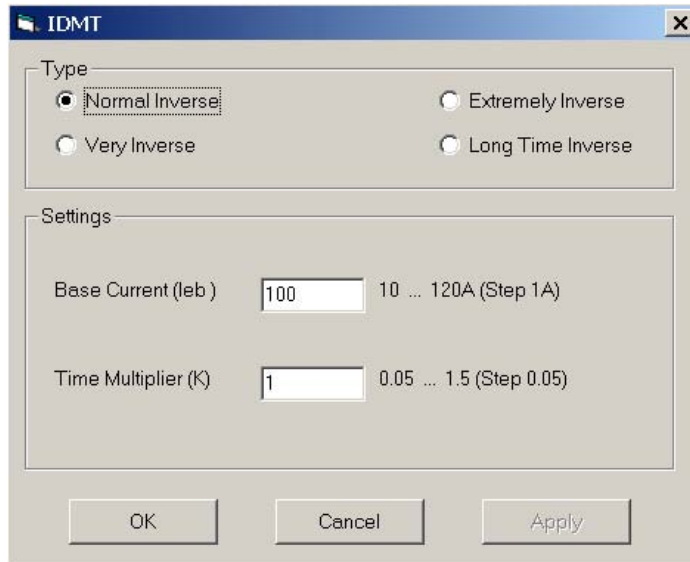 IDMT
Type
Normal Inverse
Extremely Inverse
Very Inverse
Long Time Inverse
Settings
Base Current (Ieb ) 100 10 ... 120A (Step 1A)
Time Multiplier (K) 1 0.05 ... 1.5 (Step 0.05)
OK Cancel Apply